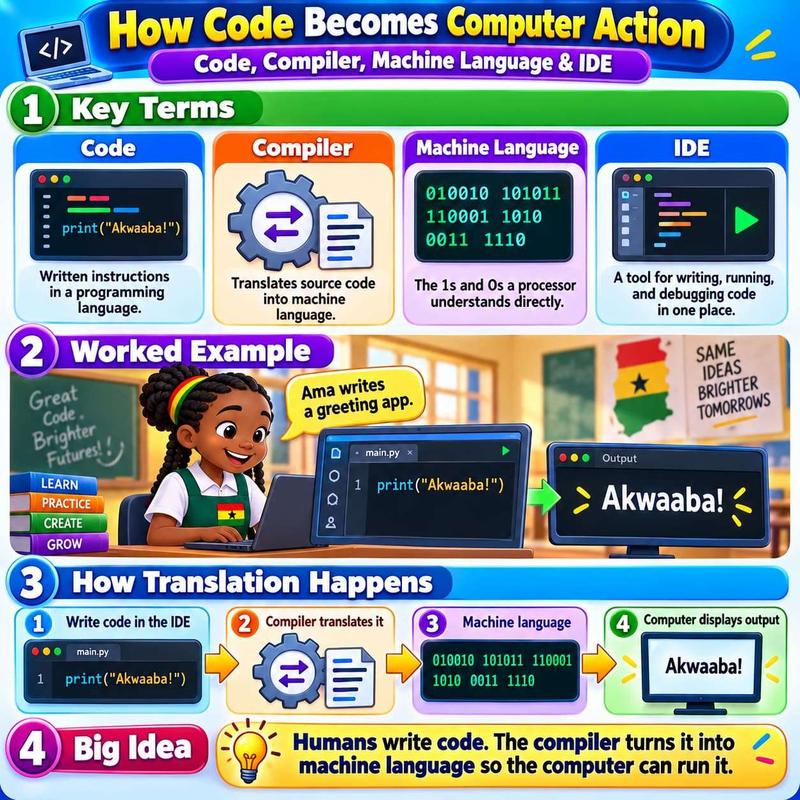 </>
How Code Becomes Computer Action
Code, Compiler, Machine Language & IDE
1 Key Terms
Code
print("Akwaaba!")
Written instructions
in a programming
language.
Compiler
Translates source code
into machine
language.
Machine Language
010010 101011
110001 1010
0011 1110
The 1s and 0s a processor
understands directly.
IDE
A tool for writing, running,
and debugging code
in one place.
2 Worked Example
Great
Code.
Brighter
Futures!
LEARN
PRACTICE
CREATE
GROW
Ama writes
a greeting app.
main.py ×
1 print("Akwaaba!")
Output
Akwaaba!
SAME
IDEAS
BRIGHTER
TOMORROWS
3 How Translation Happens
1 Write code in the IDE
main.py
1 print("Akwaaba!")
2 Compiler translates it
3 Machine language
010010 101011 110001
1010 0011 1110
4 Computer displays output
Akwaaba!
4 Big Idea
Humans write code. The compiler turns it into
machine language so the computer can run it.